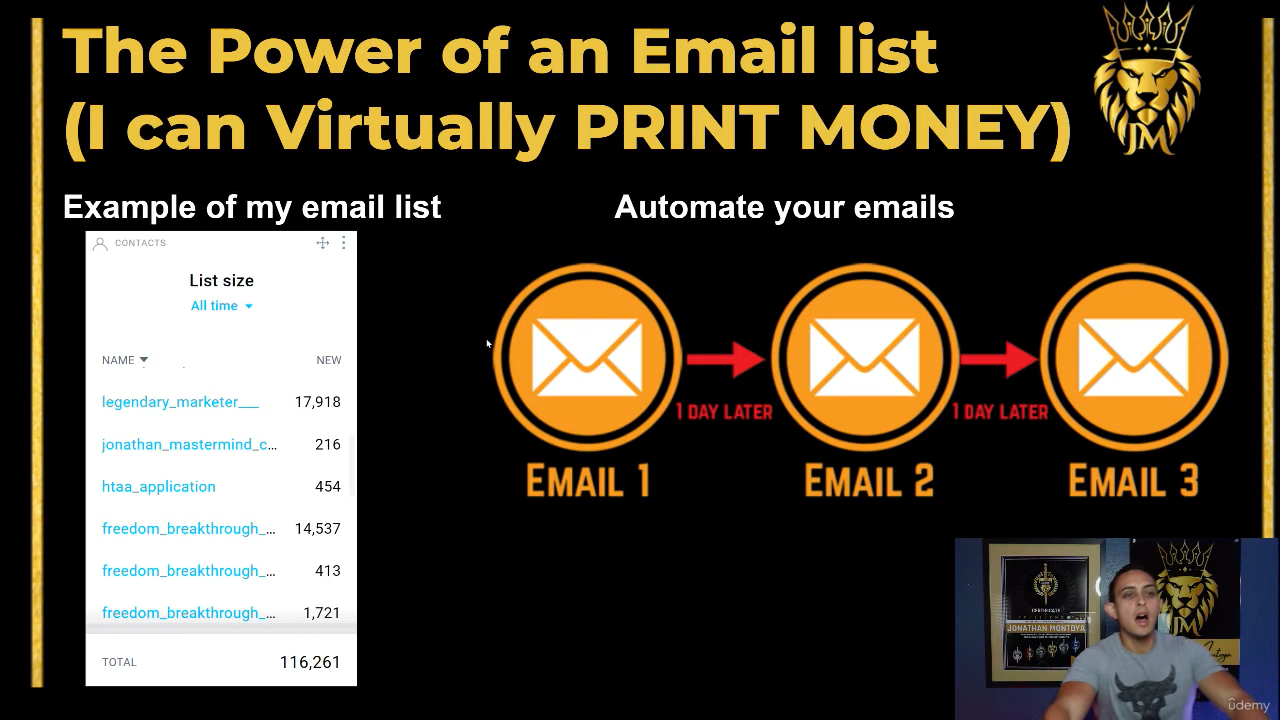 The Power of an Email list
(I can Virtually PRINT MONEY)
JM
Example of my email list
Automate your emails
CONTACTS
List size
All time
NAME NEW
legendary_marketer___ 17,918
jonathan_mastermind_c... 216
htaa_application 454
freedom_breakthrough_... 14,537
freedom_breakthrough_... 413
freedom_breakthrough_... 1,721
TOTAL 116,261
1 DAY LATER
1 DAY LATER
EMAIL 1
EMAIL 2
EMAIL 3
CERTIFICATE
JONATHAN MONTOYA
udemy